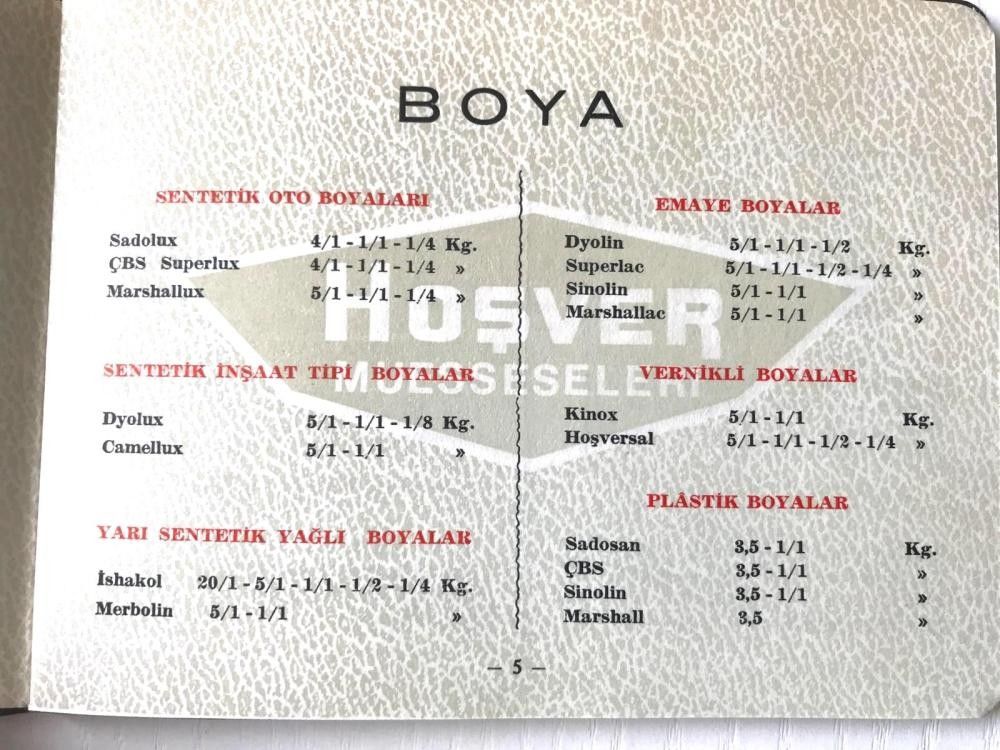 BOYA
SENTETİK OTO BOYALARI
Sadolux 4/1 - 1/1 - 1/4 Kg.
ÇBS Superlux 4/1 - 1/1 - 1/4 »
Marshallux 5/1 - 1/1 - 1/4 »
SENTETİK İNŞAAT TİPİ BOYALAR
Dyolux 5/1 - 1/1 - 1/8 Kg.
Camellux 5/1 - 1/1 »
YARI SENTETİK YAĞLI BOYALAR
İshakol 20/1 - 5/1 - 1/1 - 1/2 - 1/4 Kg.
Merbolin 5/1 - 1/1 »
EMAYE BOYALAR
Dyolin 5/1 - 1/1 - 1/2 Kg.
Superlac 5/1 - 1/1 - 1/2 - 1/4 »
Sinolin 5/1 - 1/1 »
Marshallac 5/1 - 1/1 »
VERNİKLİ BOYALAR
Kinox 5/1 - 1/1 Kg.
Hoşversal 5/1 - 1/1 - 1/2 - 1/4 »
PLÂSTİK BOYALAR
Sadosan 3,5 - 1/1 Kg.
ÇBS 3,5 - 1/1 »
Sinolin 3,5 - 1/1 »
Marshall 3,5 »
HOŞVER
MÜESSESELERİ
— 5 —